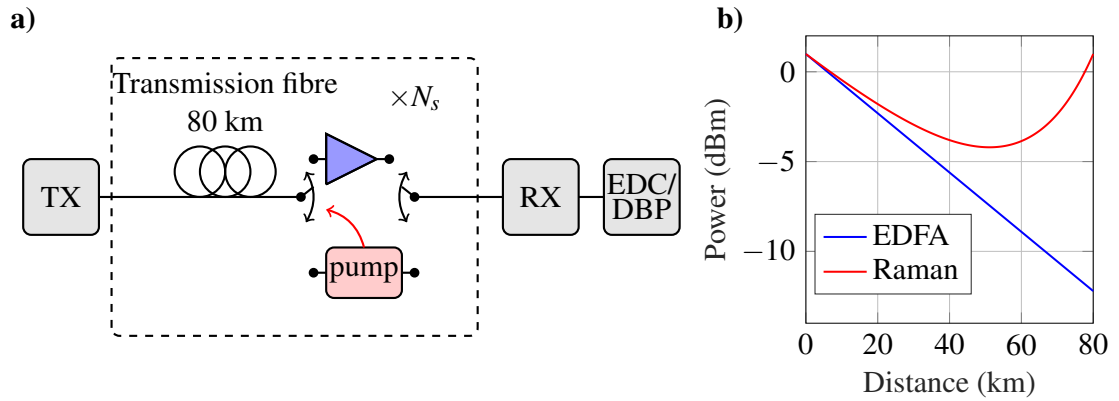 a)
Transmission fibre
80 km
×Ns
TX
RX
EDC/
DBP
pump
b)
Power (dBm)
0
−5
−10
EDFA
Raman
0 20 40 60 80
Distance (km)